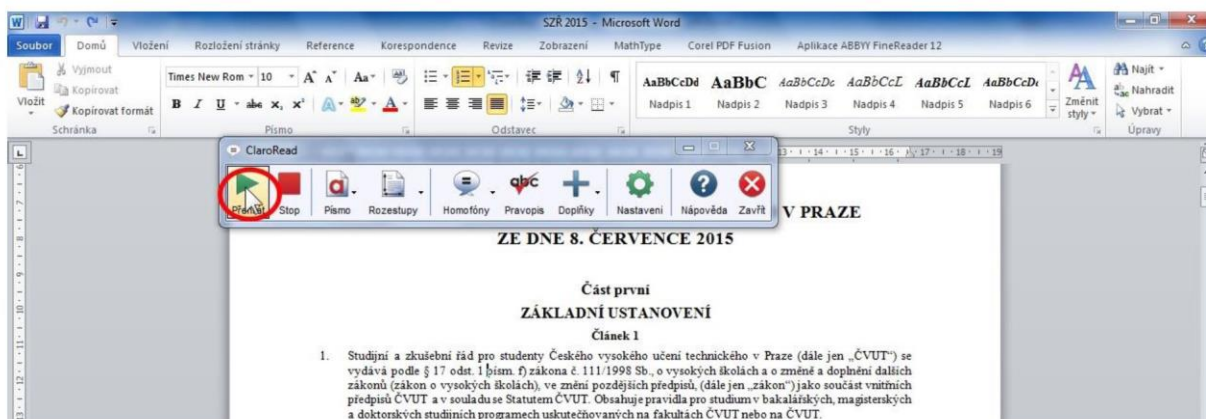 SZŘ 2015 - Microsoft Word
Soubor Domů Vložení Rozložení stránky Reference Korespondence Revize Zobrazení MathType Corel PDF Fusion Aplikace ABBYY FineReader 12
Vložit
Vyjmout
Kopírovat
Kopírovat formát
Schránka
Times New Rom 10
Písmo
Odstavec
AaBbCcDd AaBbC AaBbCcDc AaBbCcL AaBbCcL AaBbCcDt
Nadpis 1 Nadpis 2 Nadpis 3 Nadpis 4 Nadpis 5 Nadpis 6
Styly
Změnit
styly
Najít
Nahradit
Vybrat
Úpravy
ClaroRead
Stop Písmo Rozestupy Homofóny Pravopis Doplňky Nastavení Nápověda Zavřít
V PRAZE
ZE DNE 8. ČERVENCE 2015
Část první
ZÁKLADNÍ USTANOVENÍ
Článek 1
1. Studijní a zkušební řád pro studenty Českého vysokého učení technického v Praze (dále jen „ČVUT“) se
vydává podle § 17 odst. 1 písm. f) zákona č. 111/1998 Sb., o vysokých školách a o změně a doplnění dalších
zákonů (zákon o vysokých školách), ve znění pozdějších předpisů, (dále jen „zákon“) jako součást vnitřních
předpisů ČVUT a v souladu se Statutem ČVUT. Obsahuje pravidla pro studium v bakalářských, magisterských
a doktorských studijních programech uskutečňovaných na fakultách ČVUT nebo na ČVUT.